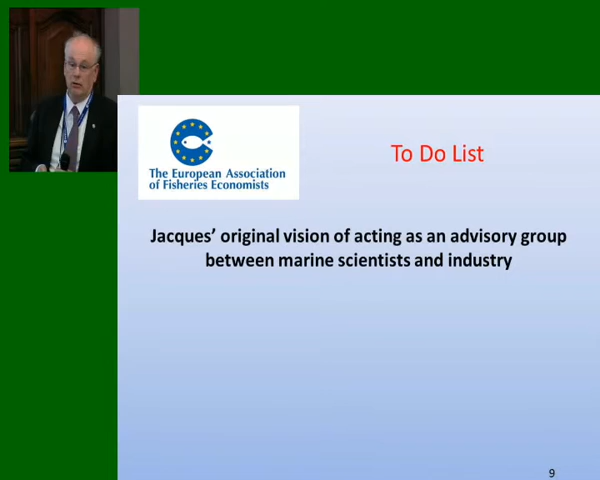 The European Association
of Fisheries Economists
To Do List
Jacques’ original vision of acting as an advisory group
between marine scientists and industry
9